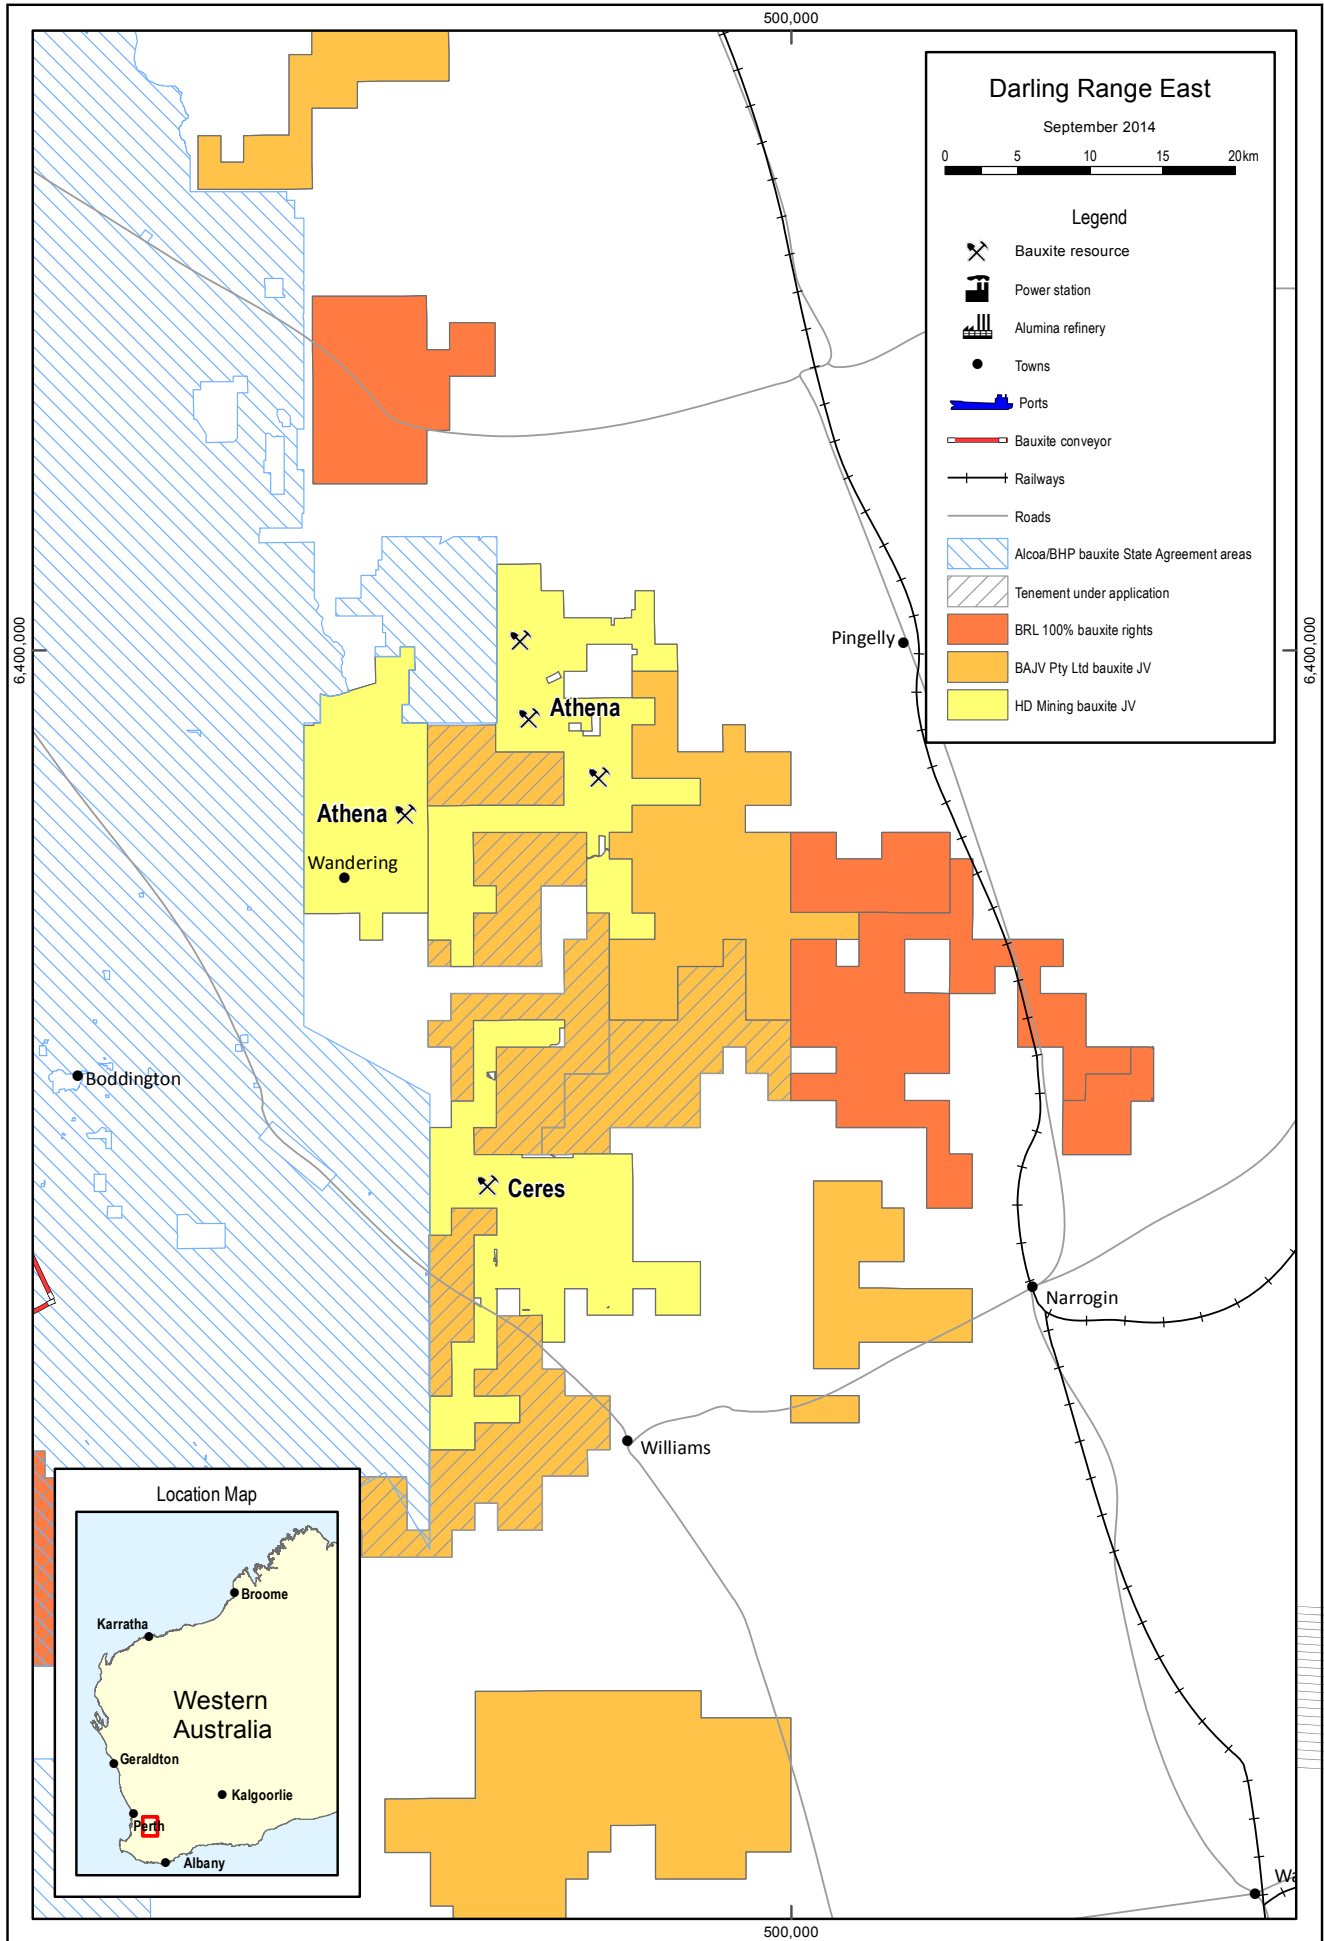 500,000
Darling Range East
September 2014
0 5 10 15 20km
Legend
Bauxite resource
Power station
Alumina refinery
Towns
Ports
Bauxite conveyor
Railways
Roads
Alcoa/BHP bauxite State Agreement areas
Tenement under application
BRL 100% bauxite rights
BAJV Pty Ltd bauxite JV
HD Mining bauxite JV
6,400,000
6,400,000
Pingelly
Athena
Athena
Wandering
Boddington
Ceres
Narrogin
Williams
Location Map
Broome
Karratha
Western
Australia
Geraldton
Kalgoorlie
Perth
Albany
Wa
500,000